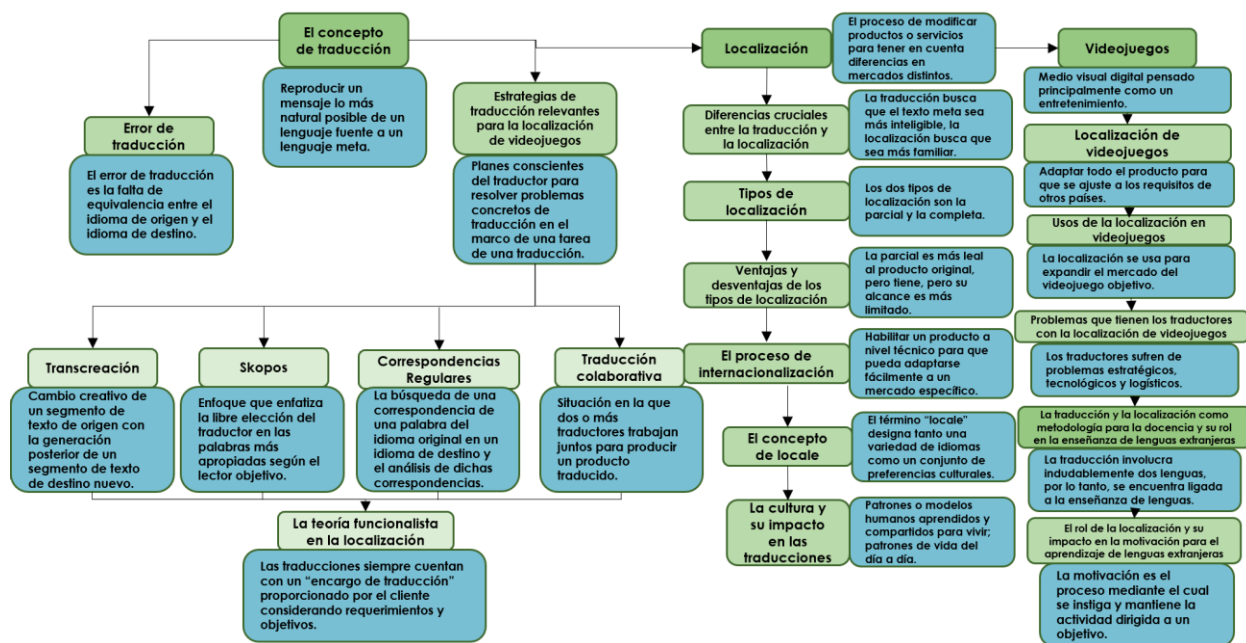 El concepto
de traducción
Reproducir un
mensaje lo más
natural posible de
un lenguaje fuente a un
lenguaje meta.
Error de
traducción
El error de traducción
es la falta de
equivalencia entre el
idioma de origen y el
idioma de destino.
Estrategias de
traducción relevantes
para la localización
de videojuegos
Planes conscientes
del traductor para
resolver problemas
concretos de
traducción en el
marco de una tarea
de una traducción.
Transcreación
Cambio creativo de
un segmento de
texto de origen con
la generación
posterior de un
segmento de texto
de destino nuevo.
Skopos
Enfoque que enfatiza
la libre elección del
traductor en las
palabras más
apropiadas según el
lector objetivo.
Correspondencias
Regulares
La búsqueda de una
correspondencia de
una palabra del
idioma original en un
idioma de destino y
el análisis de dichas
correspondencias.
Traducción
colaborativa
Situación en la que
dos o más
traductores trabajan
juntos para producir
un producto
traducido.
La teoría funcionalista
en la localización
Las traducciones siempre cuentan
con un “encargo de traducción”
proporcionado por el cliente
considerando requerimientos y
objetivos.
Localización
El proceso de modificar
productos o servicios
para tener en cuenta
diferencias en
mercados distintos.
Diferencias cruciales
entre la traducción y
la localización
La traducción busca
que el texto meta sea
más inteligible, la
localización busca que
sea más familiar.
Tipos de
localización
Los dos tipos de
localización son la
parcial y la completa.
Ventajas y
desventajas de los
tipos de localización
La parcial es más leal
al producto original,
pero tiene, pero su
alcance es más
limitado.
El proceso de
internacionalización
Habilitar un producto a
nivel técnico para que
pueda adaptarse
fácilmente a un
mercado específico.
El concepto
de locale
El término “locale”
designa tanto una
variedad de idiomas
como un conjunto de
preferencias culturales.
La cultura y
su impacto
en las
traducciones
Patrones o modelos
humanos aprendidos y
compartidos para vivir;
patrones de vida del
día a día.
Videojuegos
Medio visual digital pensado
principalmente como un
entretenimiento.
Localización de
videojuegos
Adaptar todo el producto para
que se ajuste a los requisitos de
otros países.
Usos de la localización en
videojuegos
La localización se usa para
expandir el mercado del
videojuego objetivo.
Problemas que tienen los traductores
con la localización de videojuegos
Los traductores sufren de
problemas estratégicos,
tecnológicos y logísticos.
La traducción y la localización como
metodología para la docencia y su rol
en la enseñanza de lenguas extranjeras
La traducción involucra
indudablemente dos lenguas,
por lo tanto, se encuentra ligada
a la enseñanza de lenguas.
El rol de la localización y su
impacto en la motivación para el
aprendizaje de lenguas extranjeras
La motivación es el
proceso mediante el cual
se instiga y mantiene la
actividad dirigida a un
objetivo.